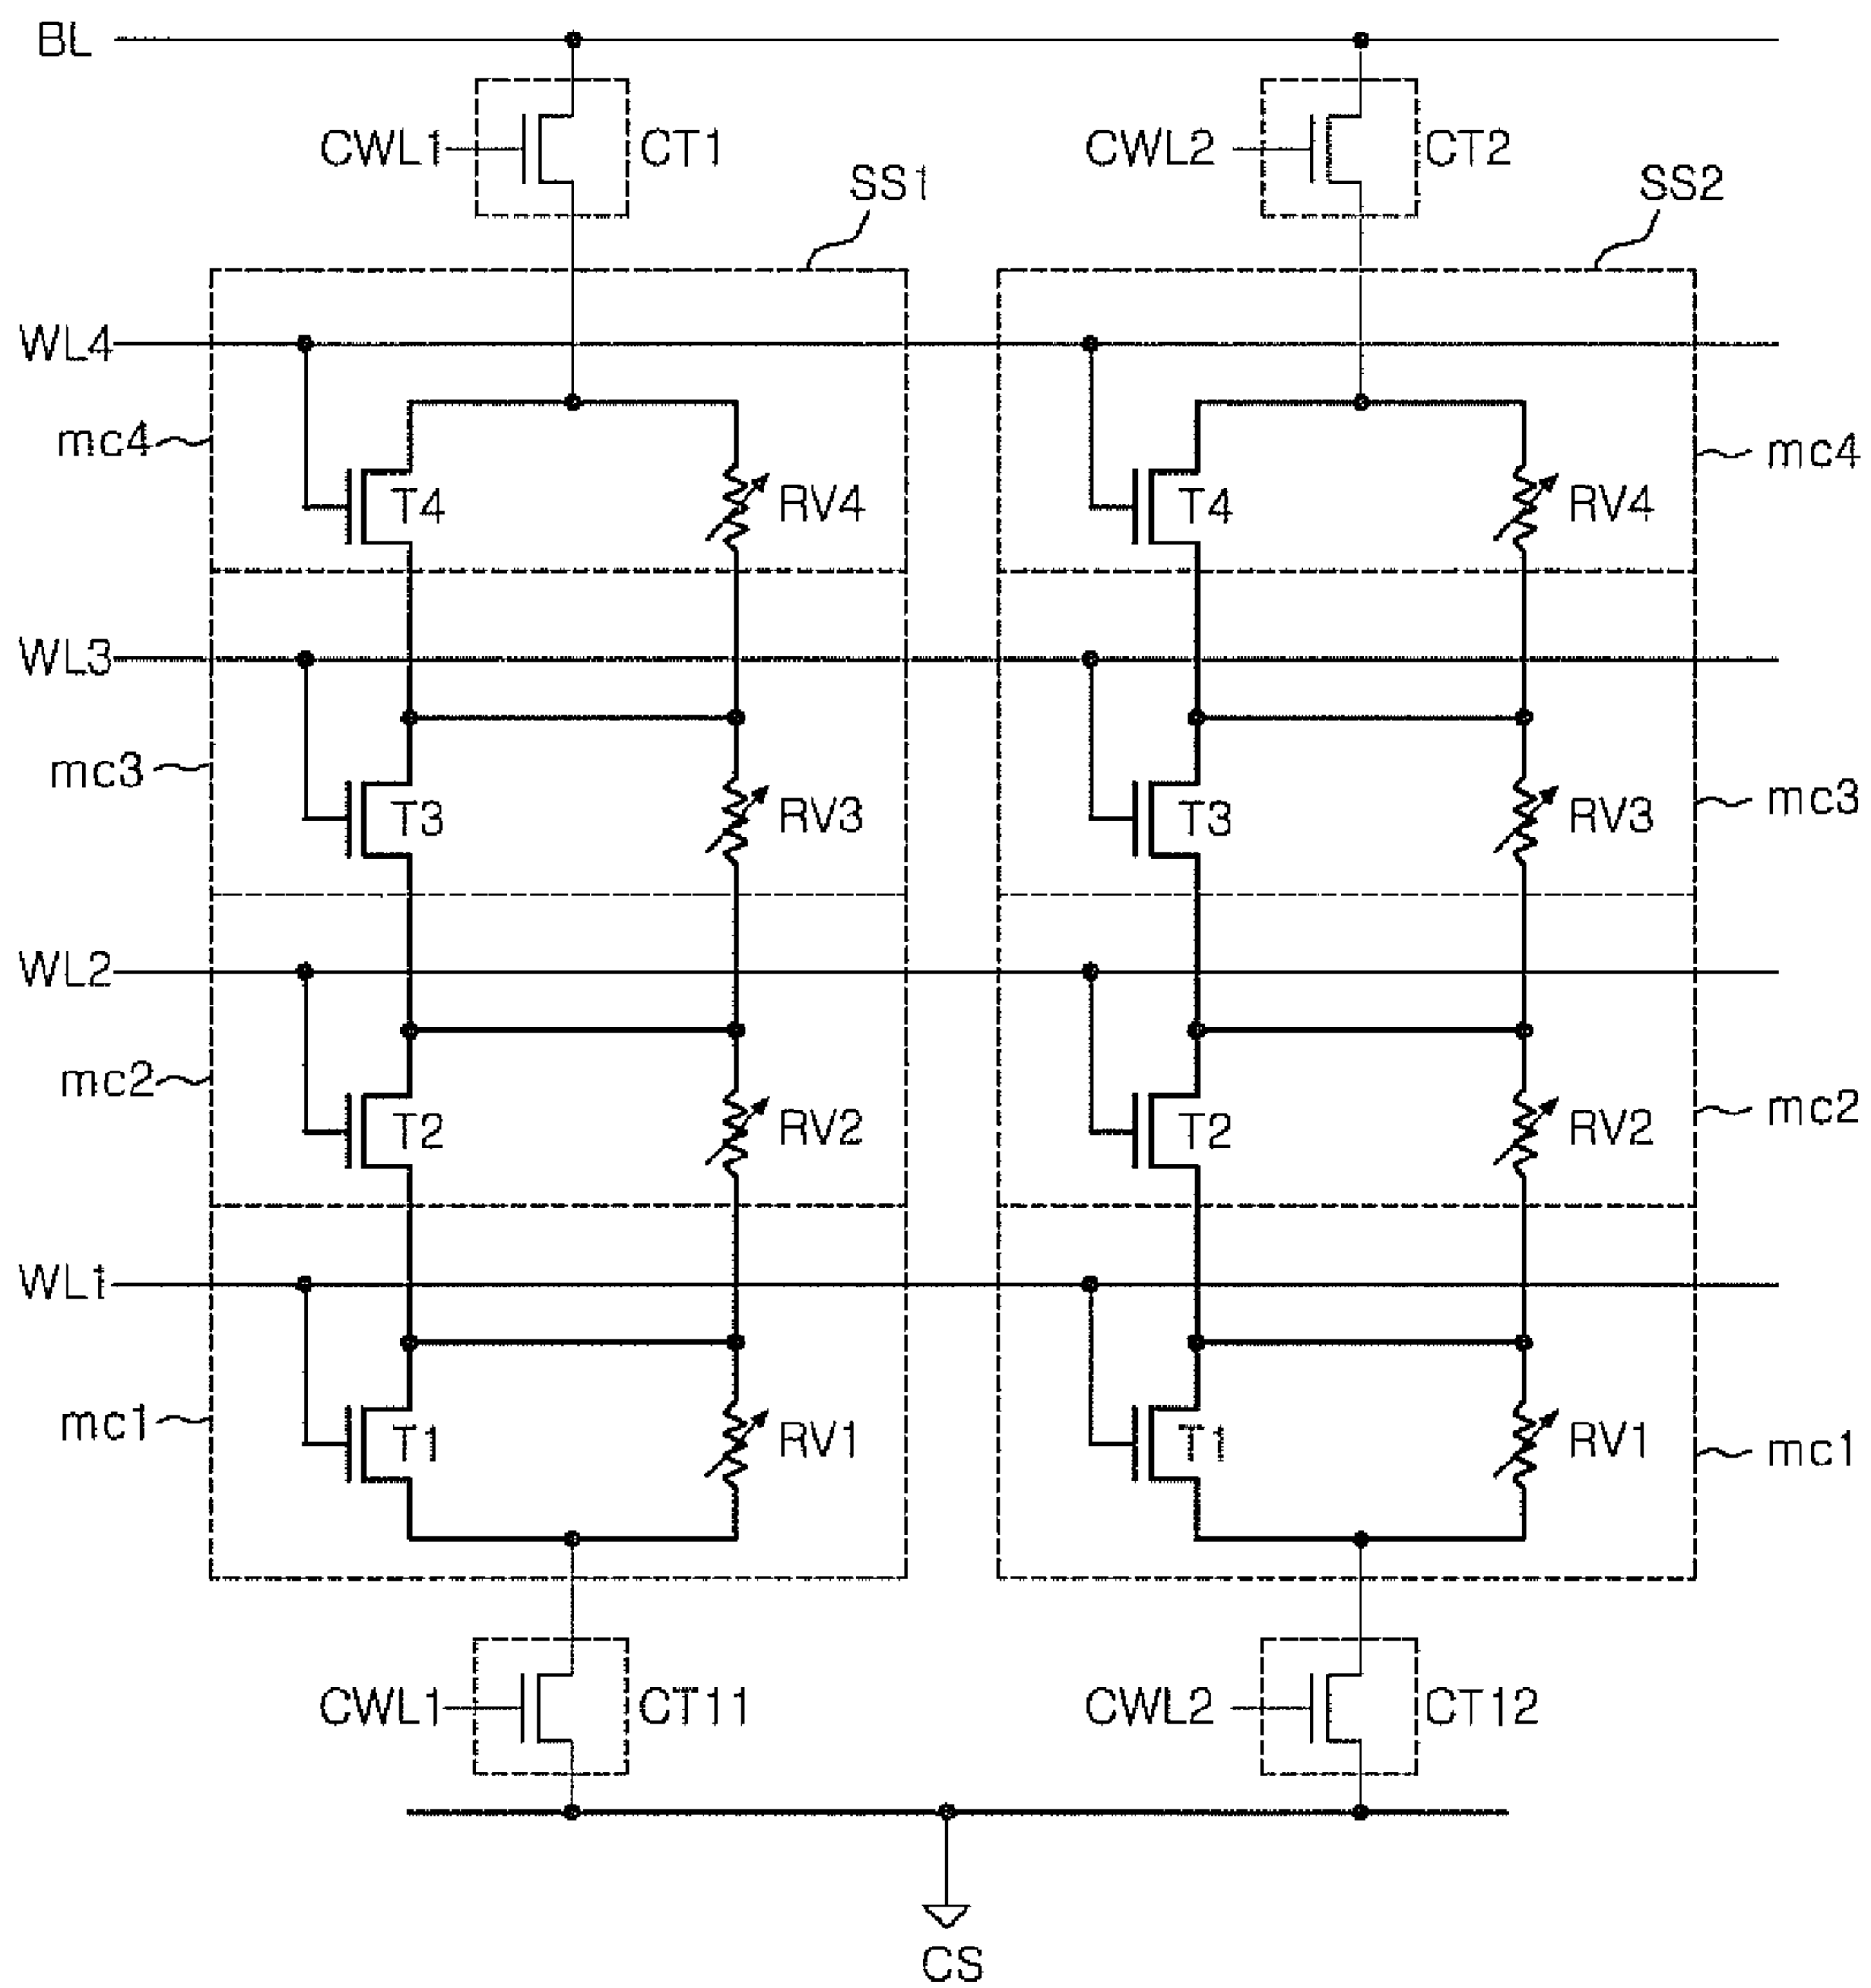 BL
CWL1 CT1 CWL2 CT2
SS1 SS2
WL4
mc4 T4 RV4 T4 RV4 mc4
WL3
mc3 T3 RV3 T3 RV3 mc3
WL2
mc2 T2 RV2 T2 RV2 mc2
WL1
mc1 T1 RV1 T1 RV1 mc1
CWL1 CT11 CWL2 CT12
CS